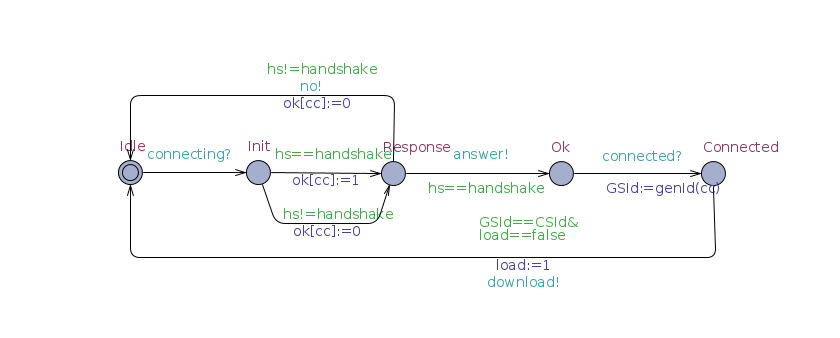 hs!=handshake
no!
ok[cc]:=0
Idle
connecting?
Init
hs==handshake
ok[cc]:=1
Response
answer!
hs==handshake
Ok
connected?
GSId:=genId(cc)
Connected
hs!=handshake
ok[cc]:=0
GSId==CSId&
load==false
load:=1
download!